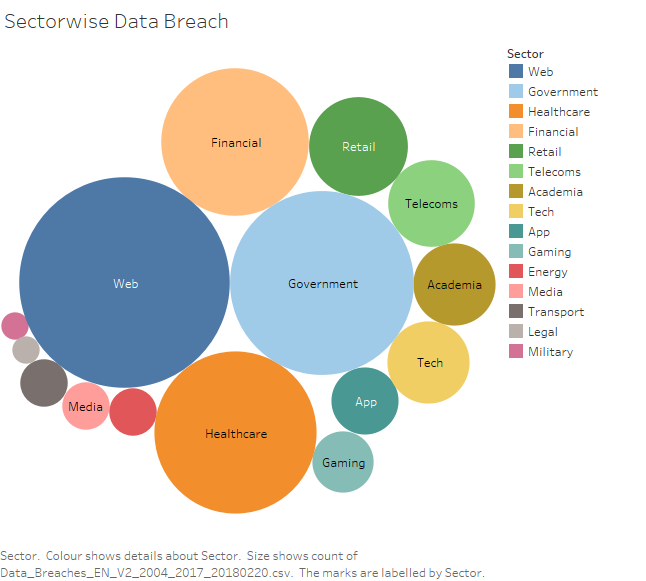 Sectorwise Data Breach
Sector
Web
Government
Healthcare
Financial
Retail
Telecoms
Academia
Tech
App
Gaming
Energy
Media
Transport
Legal
Military
Financial
Retail
Telecoms
Web
Government
Academia
Tech
App
Media
Healthcare
Gaming
Sector.  Colour shows details about Sector.  Size shows count of
Data_Breaches_EN_V2_2004_2017_20180220.csv.  The marks are labelled by Sector.